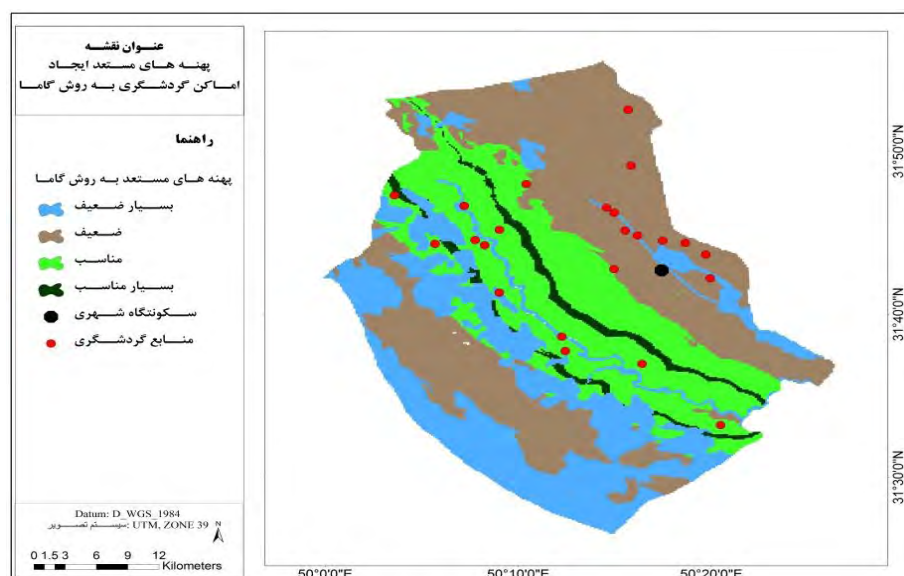 عنوان نقشه
پهنه های مستعد ایجاد
اماکن گردشگری به روش گاما
راهنما
پهنه های مستعد به روش گاما
بسیار ضعیف
ضعیف
مناسب
بسیار مناسب
سکونتگاه شهری
منابع گردشگری
Datum: D_WGS_1984
سیستم تصویر: UTM, ZONE 39
N
0 1.5 3 6 9 12
Kilometers
31°50'0"N
31°40'0"N
31°30'0"N
50°0'0"E 50°10'0"E 50°20'0"E